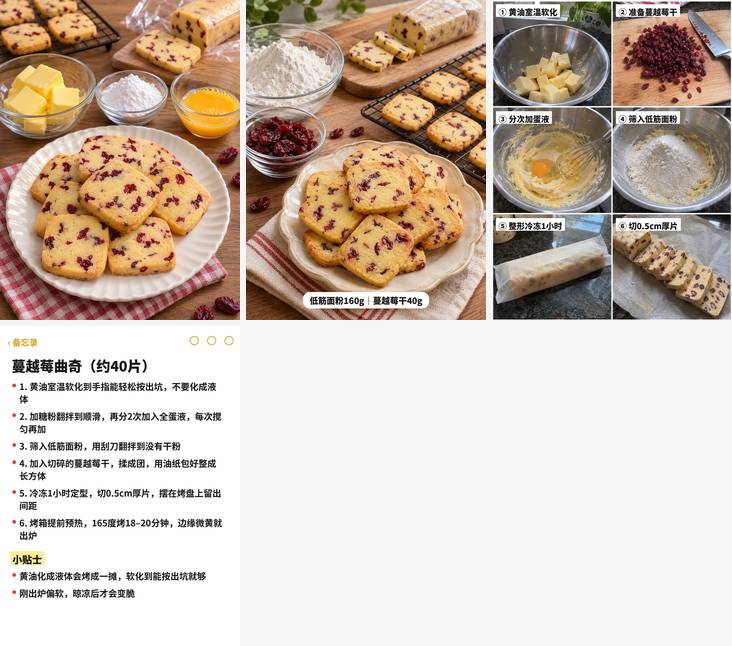 低筋面粉160g｜蔓越莓干40g
① 黄油室温软化
② 准备蔓越莓干
③ 分次加蛋液
④ 筛入低筋面粉
⑤ 整形冷冻1小时
⑥ 切0.5cm厚片
‹ 备忘录
蔓越莓曲奇（约40片）
1. 黄油室温软化到手指能轻松按出坑，不要化成液
体
2. 加糖粉翻拌到顺滑，再分2次加入全蛋液，每次搅
匀再加
3. 筛入低筋面粉，用刮刀翻拌到没有干粉
4. 加入切碎的蔓越莓干，揉成团，用油纸包好整成
长方体
5. 冷冻1小时定型，切0.5cm厚片，摆在烤盘上留出
间距
6. 烤箱提前预热，165度烤18–20分钟，边缘微黄就
出炉
小贴士
黄油化成液体会烤成一摊，软化到能按出坑就够
刚出炉偏软，晾凉后才会变脆